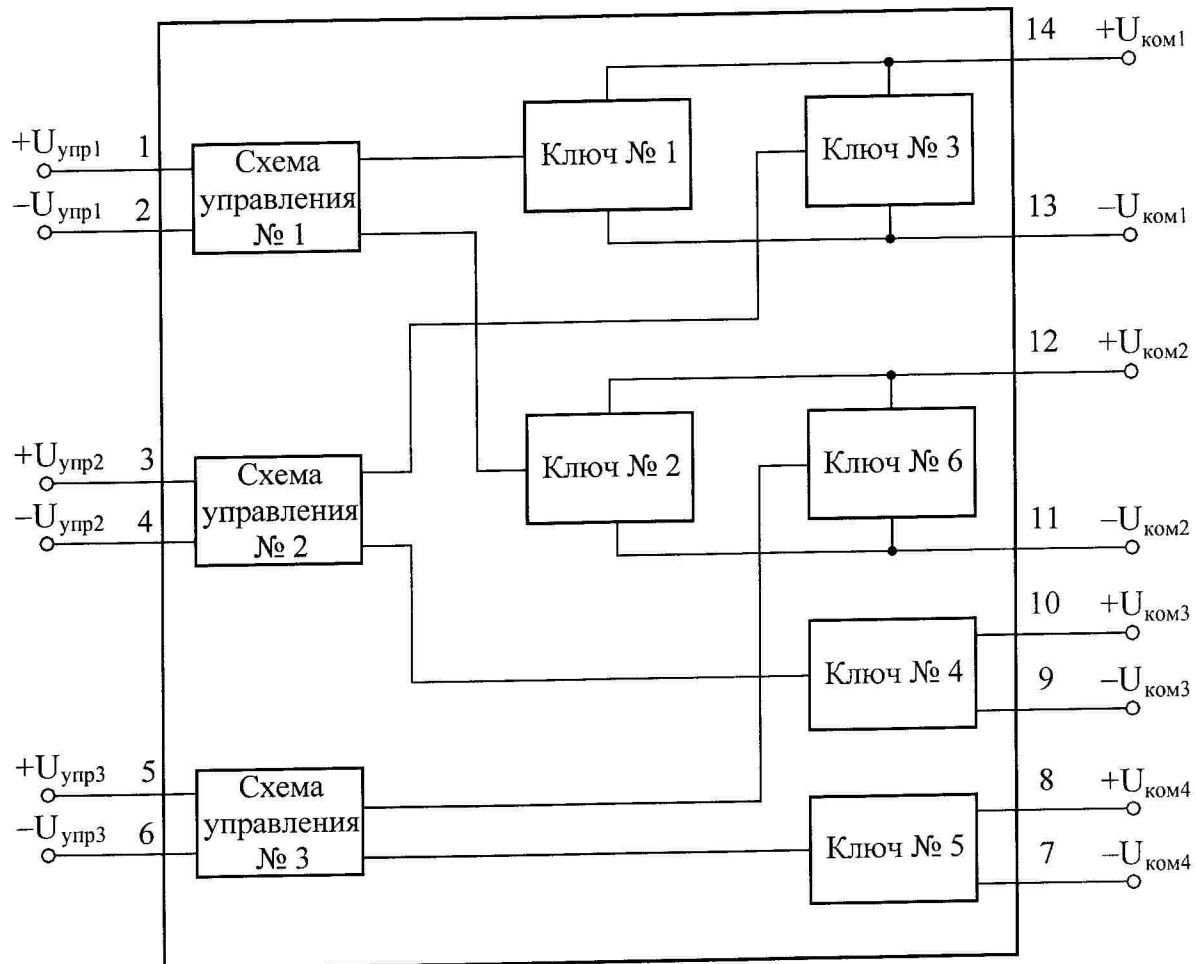 14 +Uком1
Ключ № 1
Ключ № 3
+Uупр1 1
Схема
управления
№ 1
−Uупр1 2
13 −Uком1
12 +Uком2
Ключ № 2
Ключ № 6
+Uупр2 3
Схема
управления
№ 2
−Uупр2 4
11 −Uком2
10 +Uком3
Ключ № 4
9 −Uком3
+Uупр3 5
Схема
управления
№ 3
−Uупр3 6
8 +Uком4
Ключ № 5
7 −Uком4